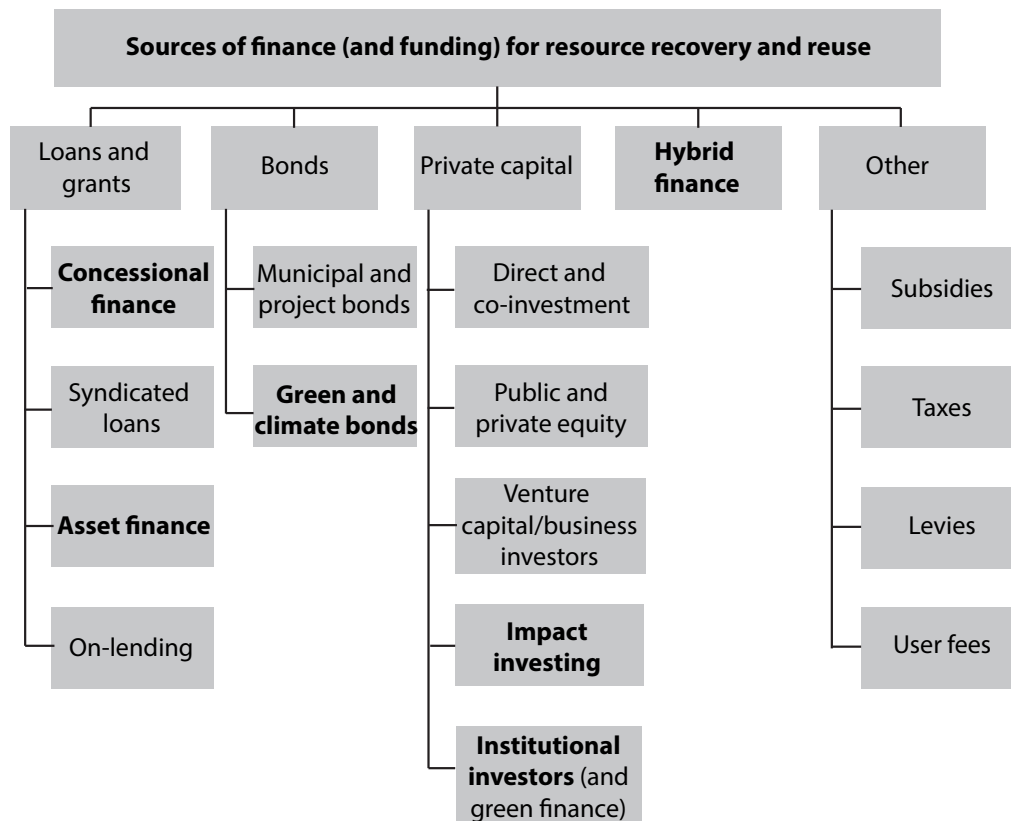 Sources of finance (and funding) for resource recovery and reuse
Loans and
grants
Bonds
Private capital
Hybrid
finance
Other
Concessional
finance
Municipal and
project bonds
Direct and
co-investment
Subsidies
Syndicated
loans
Green and
climate bonds
Public and
private equity
Taxes
Asset finance
Venture
capital/business
investors
Levies
On-lending
Impact
investing
User fees
Institutional
investors (and
green finance)